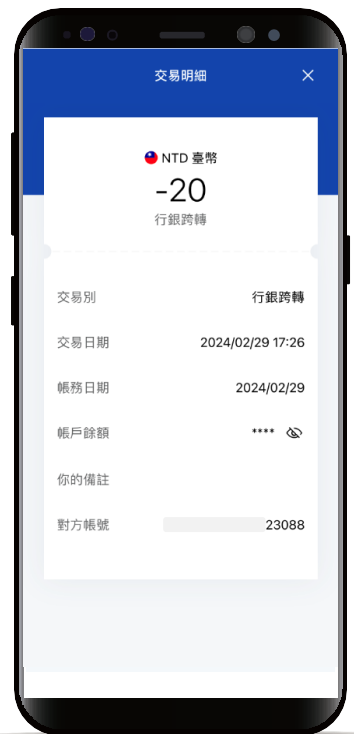 交易明細
NTD 臺幣
-20
行銀跨轉
交易別 行銀跨轉
交易日期 2024/02/29 17:26
帳務日期 2024/02/29
帳戶餘額 ****
你的備註
對方帳號 23088